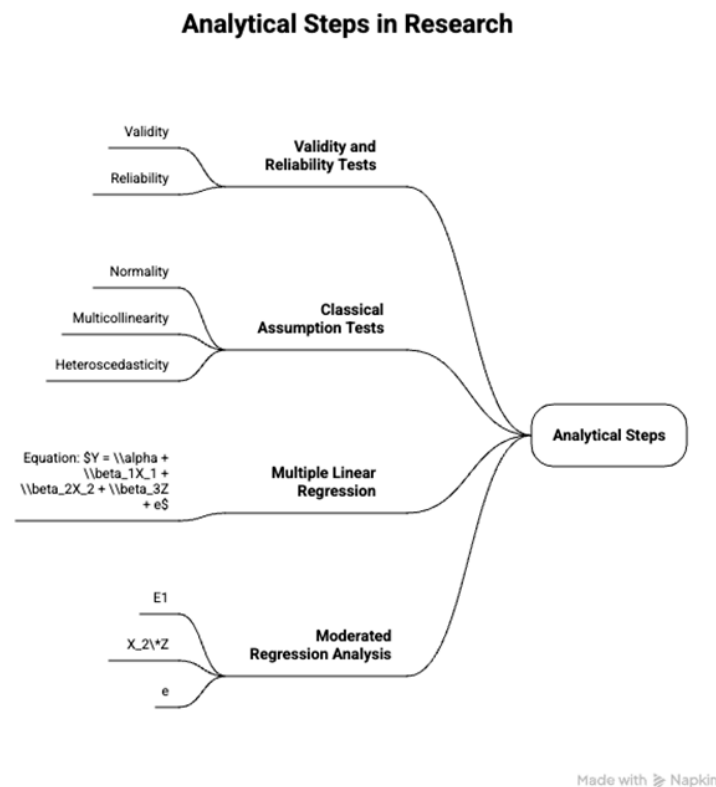 Analytical Steps in Research
Validity
Reliability
Validity and
Reliability Tests
Normality
Multicollinearity
Heteroscedasticity
Classical
Assumption Tests
Analytical Steps
Equation: $Y = \\alpha +
\\beta_1X_1 +
\\beta_2X_2 + \\beta_3Z
+ e$
Multiple Linear
Regression
E1
X_2\*Z
e
Moderated
Regression Analysis
Made with Napkin